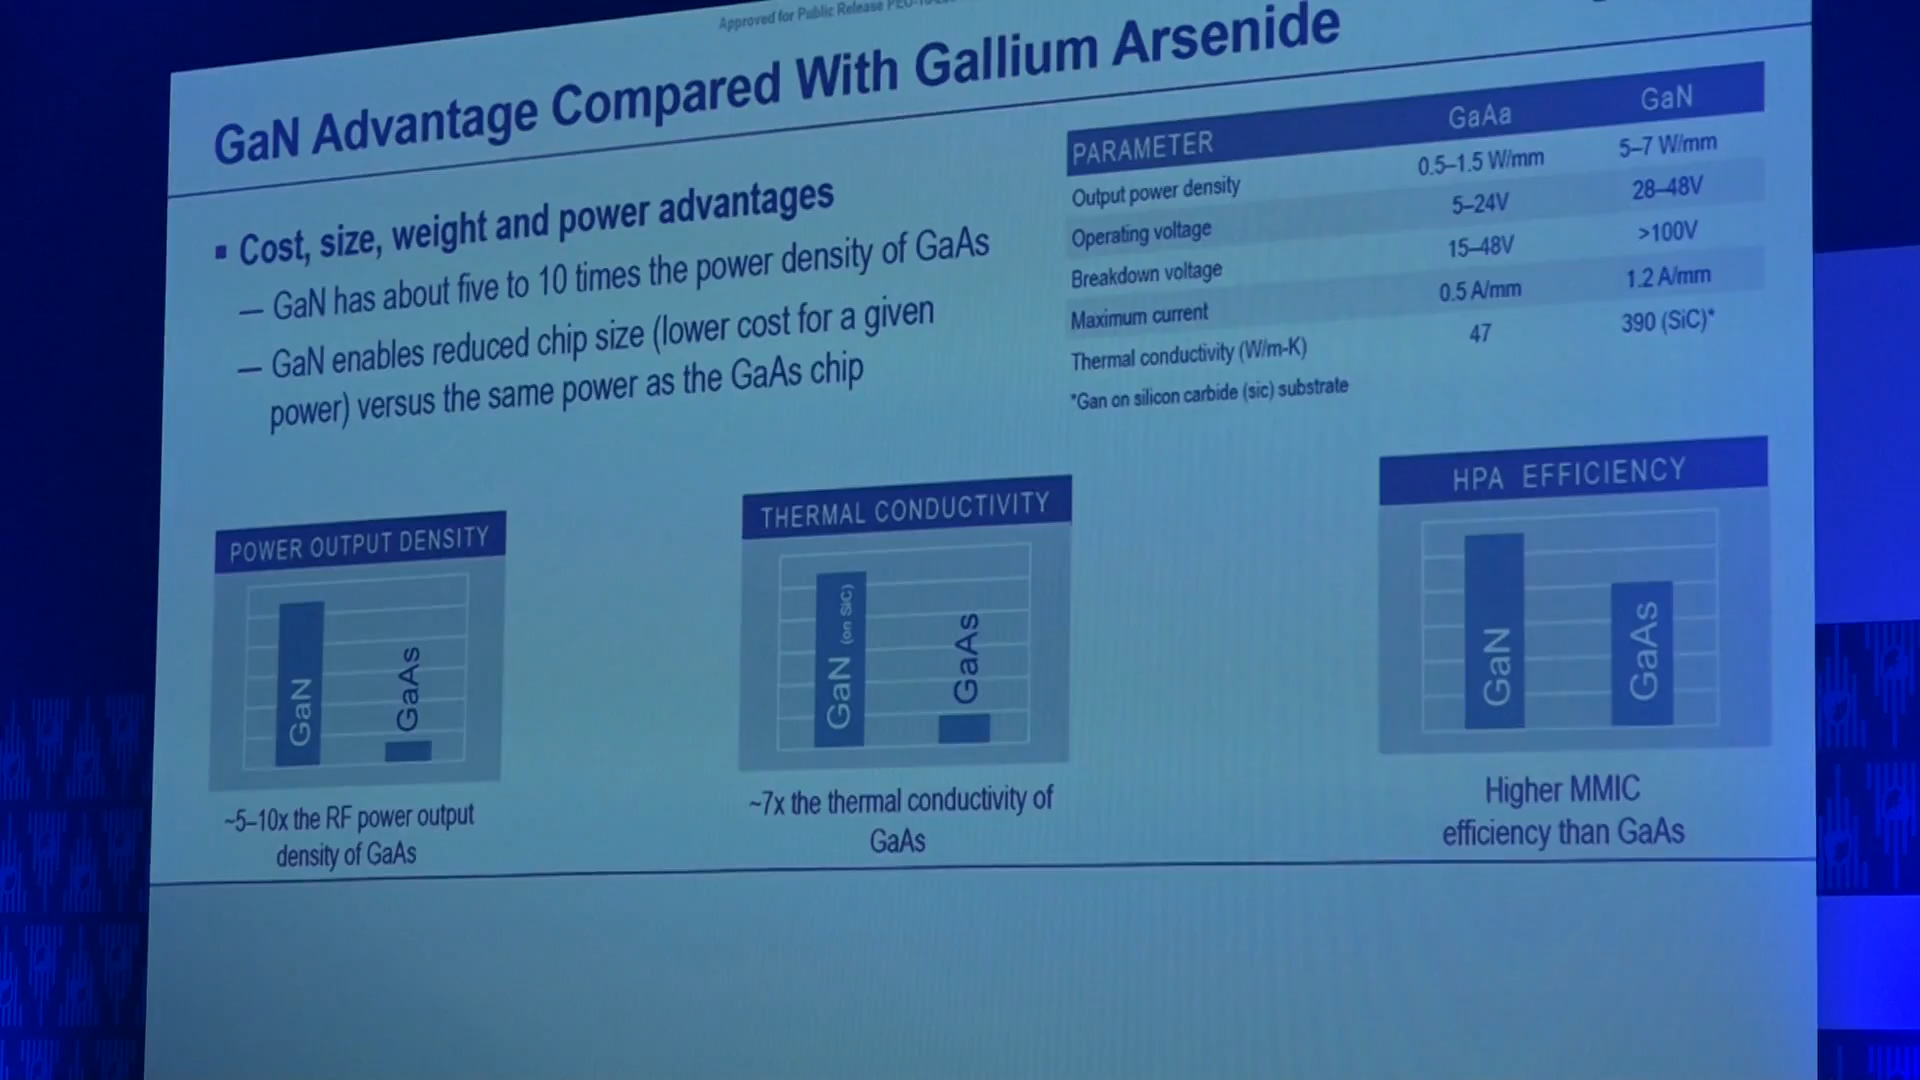 Approved for Public Release
GaN Advantage Compared With Gallium Arsenide
▪ Cost, size, weight and power advantages
— GaN has about five to 10 times the power density of GaAs
— GaN enables reduced chip size (lower cost for a given
power) versus the same power as the GaAs chip
PARAMETER GaAa GaN
Output power density 0.5–1.5 W/mm 5–7 W/mm
Operating voltage 5–24V 28–48V
Breakdown voltage 15–48V >100V
Maximum current 0.5 A/mm 1.2 A/mm
Thermal conductivity (W/m-K) 47 390 (SiC)*
*Gan on silicon carbide (sic) substrate
POWER OUTPUT DENSITY
GaN
GaAs
~5–10x the RF power output
density of GaAs
THERMAL CONDUCTIVITY
GaN (on SiC)
GaAs
~7x the thermal conductivity of
GaAs
HPA EFFICIENCY
GaN
GaAs
Higher MMIC
efficiency than GaAs